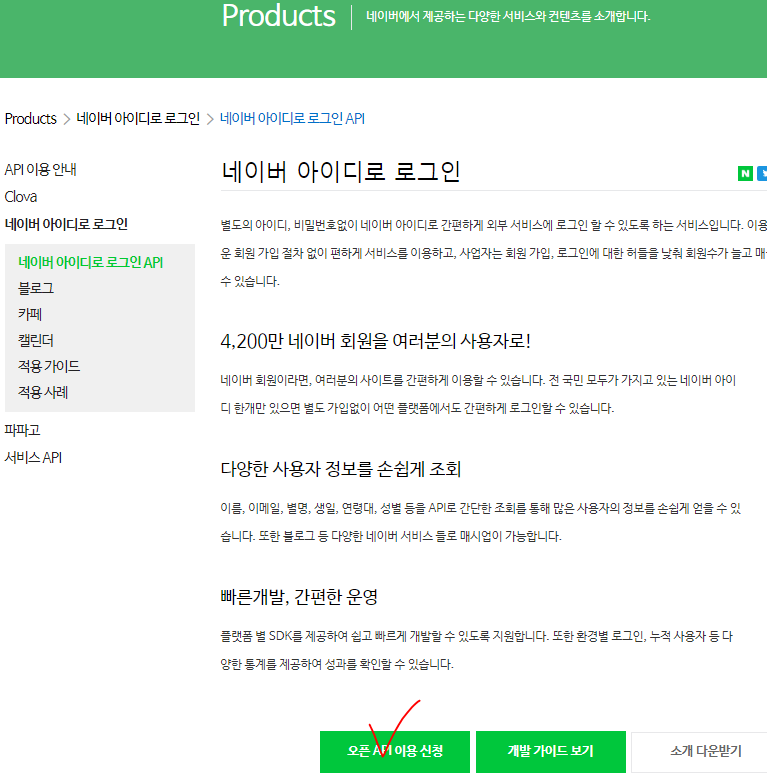 Products 네이버에서 제공하는 다양한 서비스와 컨텐츠를 소개합니다.
Products > 네이버 아이디로 로그인 > 네이버 아이디로 로그인 API
API 이용 안내
Clova
네이버 아이디로 로그인
네이버 아이디로 로그인 API
블로그
카페
캘린더
적용 가이드
적용 사례
파파고
서비스 API
네이버 아이디로 로그인
N
별도의 아이디, 비밀번호없이 네이버 아이디로 간편하게 외부 서비스에 로그인 할 수 있도록 하는 서비스입니다. 이용
운 회원 가입 절차 없이 편하게 서비스를 이용하고, 사업자는 회원 가입, 로그인에 대한 허들을 낮춰 회원수가 늘고 매
수 있습니다.
4,200만 네이버 회원을 여러분의 사용자로!
네이버 회원이라면, 여러분의 사이트를 간편하게 이용할 수 있습니다. 전 국민 모두가 가지고 있는 네이버 아이
디 한개만 있으면 별도 가입없이 어떤 플랫폼에서도 간편하게 로그인할 수 있습니다.
다양한 사용자 정보를 손쉽게 조회
이름, 이메일, 별명, 생일, 연령대, 성별 등을 API로 간단한 조회를 통해 많은 사용자의 정보를 손쉽게 얻을 수 있
습니다. 또한 블로그 등 다양한 네이버 서비스 들로 매시업이 가능합니다.
빠른개발, 간편한 운영
플랫폼 별 SDK를 제공하여 쉽고 빠르게 개발할 수 있도록 지원합니다. 또한 환경별 로그인, 누적 사용자 등 다
양한 통계를 제공하여 성과를 확인할 수 있습니다.
오픈 API 이용 신청 개발 가이드 보기 소개 다운받기